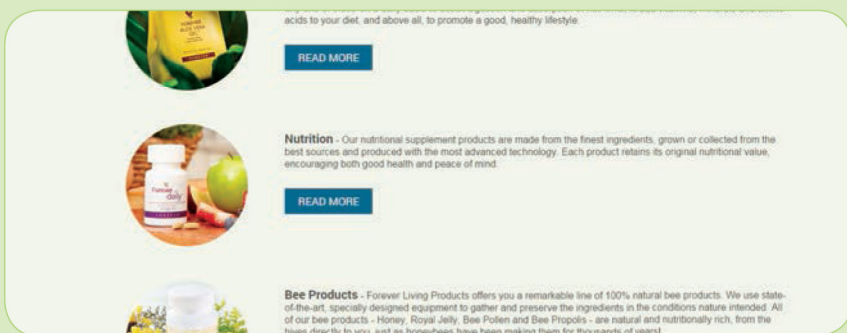 FOREVER
ALOE VERA
GEL
acids to your diet, and above all, to promote a good, healthy lifestyle.
READ MORE
Nutrition - Our nutritional supplement products are made from the finest ingredients, grown or collected from the
best sources and produced with the most advanced technology. Each product retains its original nutritional value,
encouraging both good health and peace of mind.
Forever
daily
READ MORE
Bee Products - Forever Living Products offers you a remarkable line of 100% natural bee products. We use state-
of-the-art, specially designed equipment to gather and preserve the ingredients in the conditions nature intended. All
of our bee products - Honey, Royal Jelly, Bee Pollen and Bee Propolis - are natural and nutritionally rich, from the
hives directly to you, just as honeybees have been making them for thousands of years!